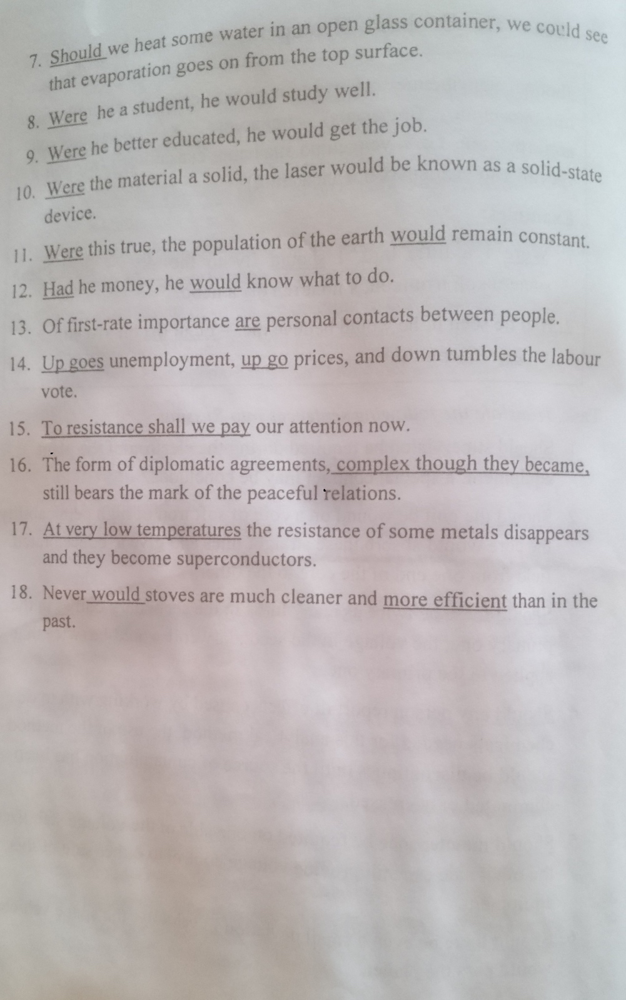 7. Should we heat some water in an open glass container, we could see
that evaporation goes on from the top surface.
8. Were he a student, he would study well.
9. Were he better educated, he would get the job.
10. Were the material a solid, the laser would be known as a solid-state
device.
11. Were this true, the population of the earth would remain constant.
12. Had he money, he would know what to do.
13. Of first-rate importance are personal contacts between people.
14. Up goes unemployment, up go prices, and down tumbles the labour
vote.
15. To resistance shall we pay our attention now.
16. The form of diplomatic agreements, complex though they became,
still bears the mark of the peaceful relations.
17. At very low temperatures the resistance of some metals disappears
and they become superconductors.
18. Never would stoves are much cleaner and more efficient than in the
past.